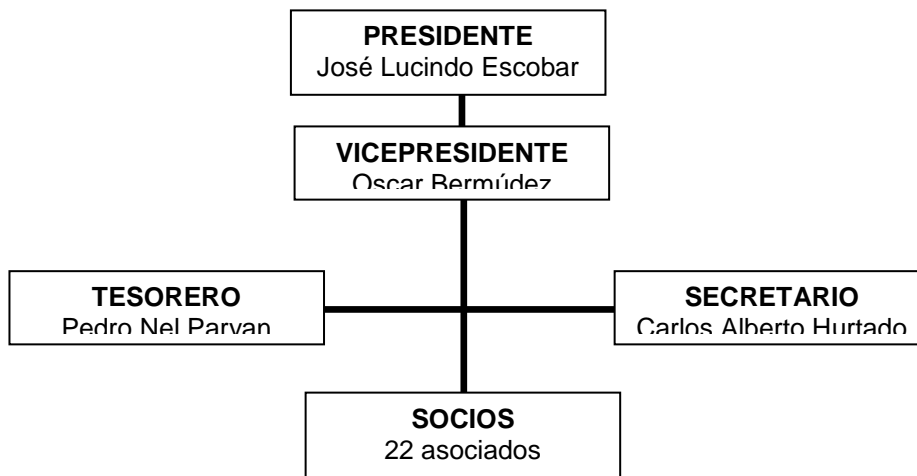 PRESIDENTE
José Lucindo Escobar
VICEPRESIDENTE
Oscar Bermúdez
TESORERO
Pedro Nel Parvan
SECRETARIO
Carlos Alberto Hurtado
SOCIOS
22 asociados